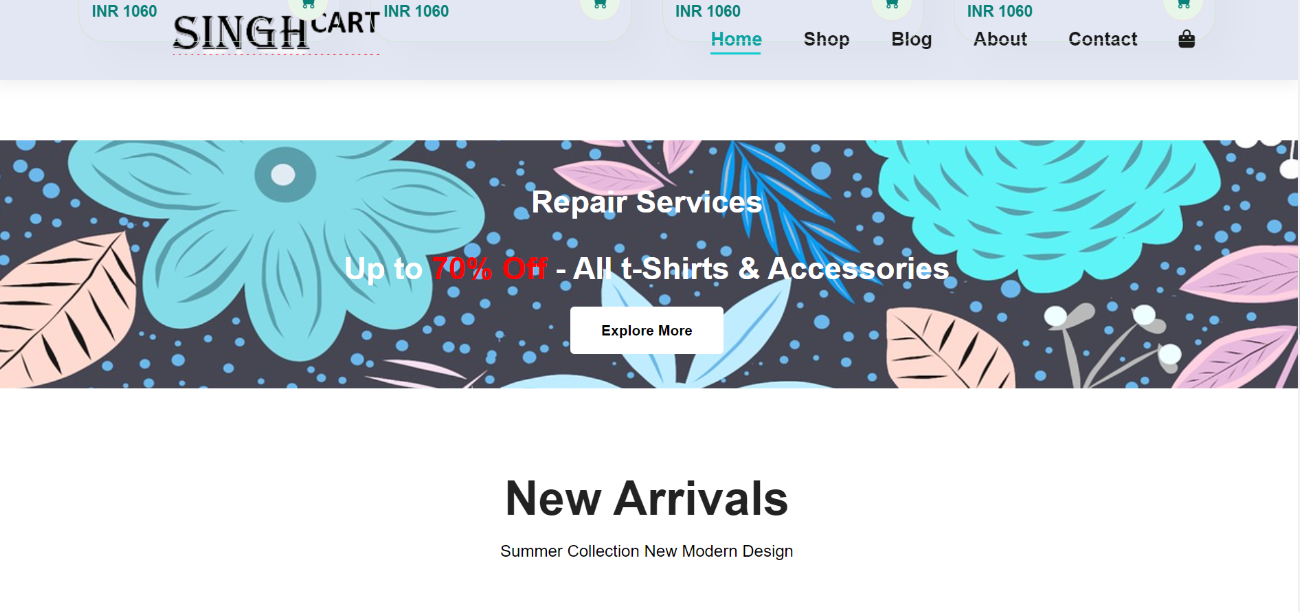 INR 1060 INR 1060 INR 1060 INR 1060
SINGHCART
Home Shop Blog About Contact
Repair Services
Up to 70% Off - All t-Shirts & Accessories
Explore More
New Arrivals
Summer Collection New Modern Design